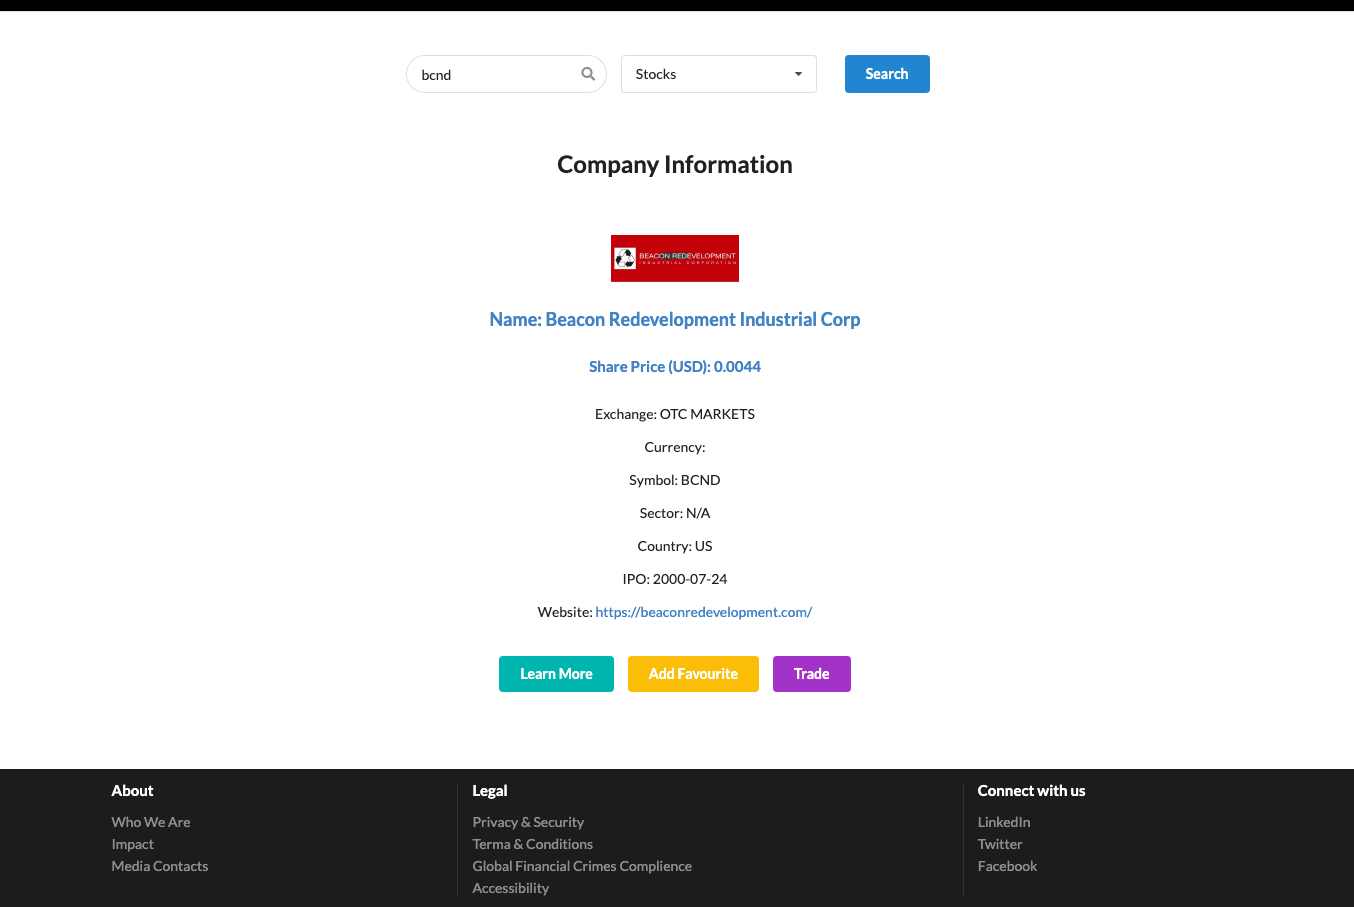 bcnd
Stocks
Search
Company Information
BEACON REDEVELOPMENT
INDUSTRIAL CORPORATION
Name: Beacon Redevelopment Industrial Corp
Share Price (USD): 0.0044
Exchange: OTC MARKETS
Currency:
Symbol: BCND
Sector: N/A
Country: US
IPO: 2000-07-24
Website: https://beaconredevelopment.com/
Learn More
Add Favourite
Trade
About
Who We Are
Impact
Media Contacts
Legal
Privacy & Security
Terma & Conditions
Global Financial Crimes Complience
Accessibility
Connect with us
LinkedIn
Twitter
Facebook